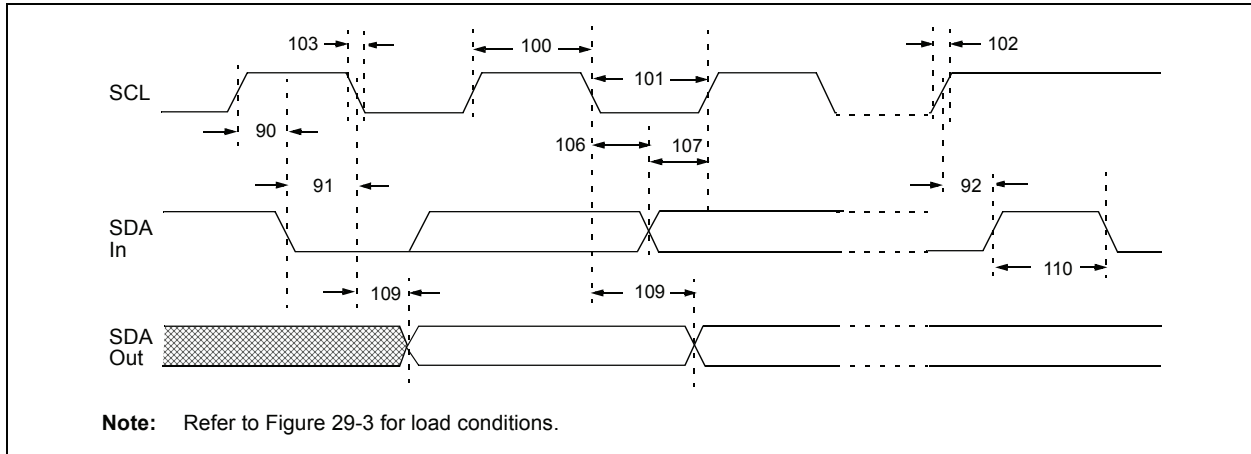 103
100
102
101
SCL
90
106
107
91
92
SDA
In
110
109
109
SDA
Out
Note: Refer to Figure 29-3 for load conditions.